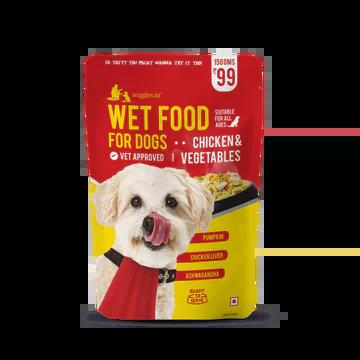 SO TASTY YOU MIGHT WANNA TRY IT TOO!
150GMS
₹99
wiggles.in
WET FOOD
FOR DOGS
SUITABLE
FOR ALL
AGES
CHICKEN &
VET APPROVED | VEGETABLES
PUMPKIN
CHICKEN LIVER
ASHWAGANDHA
READY
TO
SERVE